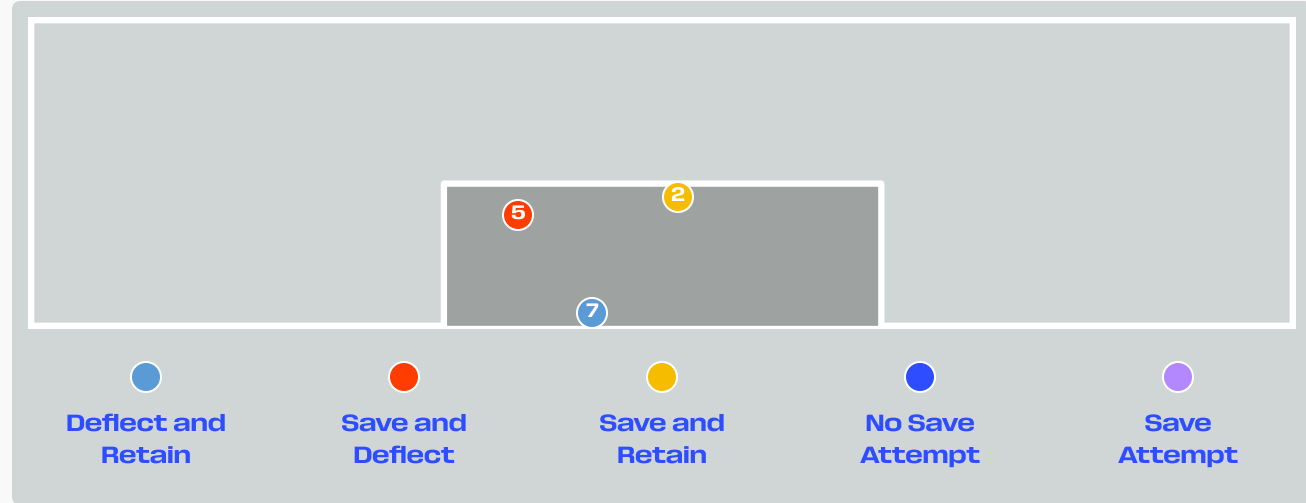 2
5
7
Deflect and
Retain
Save and
Deflect
Save and
Retain
No Save
Attempt
Save
Attempt